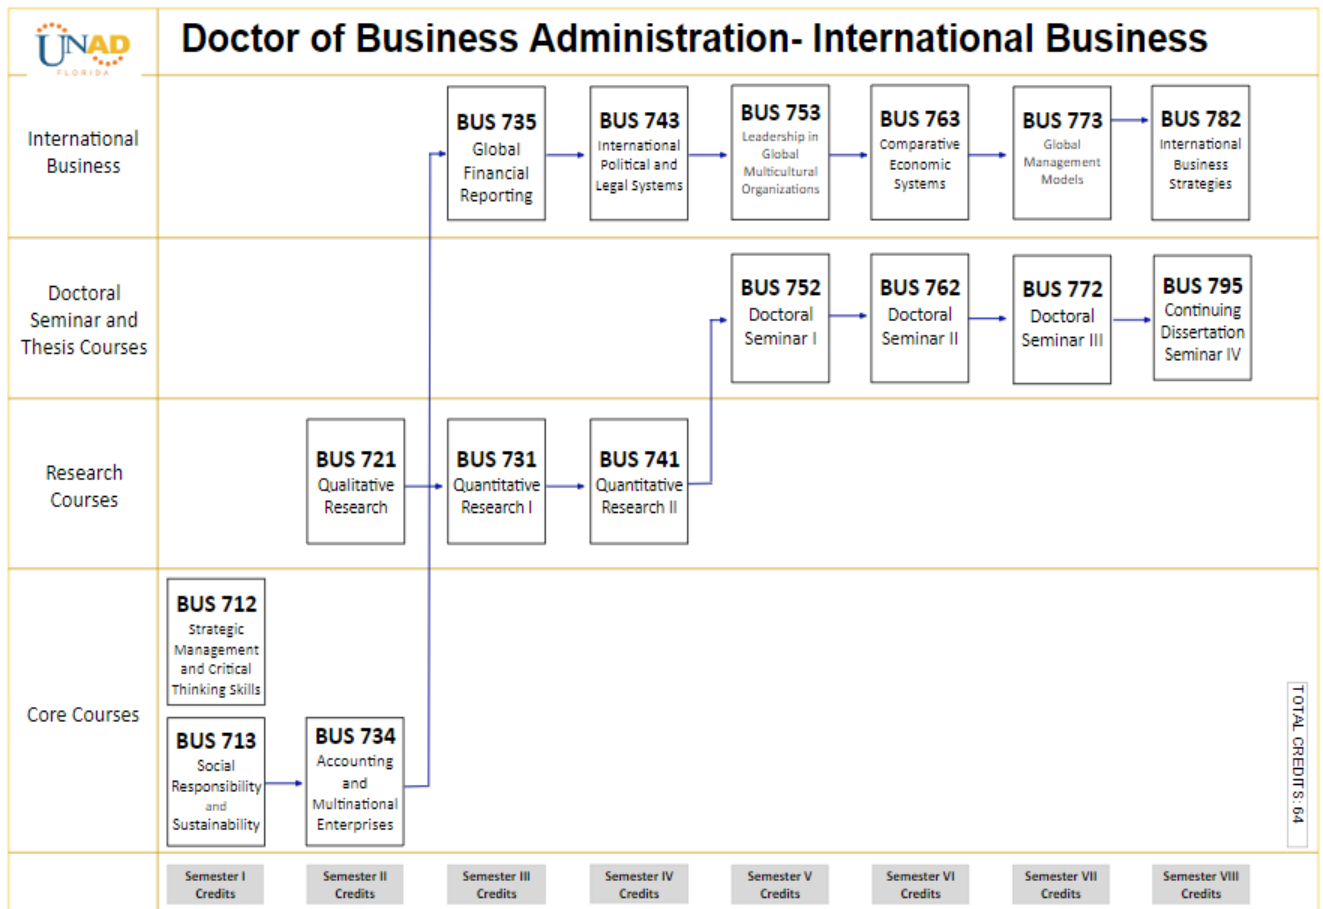 UNAD
FLORIDA
Doctor of Business Administration- International Business
International
Business
BUS 735
Global
Financial
Reporting
BUS 743
International
Political and
Legal Systems
BUS 753
Leadership in
Global
Multicultural
Organizations
BUS 763
Comparative
Economic
Systems
BUS 773
Global
Management
Models
BUS 782
International
Business
Strategies
Doctoral
Seminar and
Thesis Courses
BUS 752
Doctoral
Seminar I
BUS 762
Doctoral
Seminar II
BUS 772
Doctoral
Seminar III
BUS 795
Continuing
Dissertation
Seminar IV
Research
Courses
BUS 721
Qualitative
Research
BUS 731
Quantitative
Research I
BUS 741
Quantitative
Research II
Core Courses
BUS 712
Strategic
Management
and Critical
Thinking Skills
BUS 713
Social
Responsibility
and
Sustainability
BUS 734
Accounting
and
Multinational
Enterprises
TOTAL CREDITS: 64
Semester I
Credits
Semester II
Credits
Semester III
Credits
Semester IV
Credits
Semester V
Credits
Semester VI
Credits
Semester VII
Credits
Semester VIII
Credits